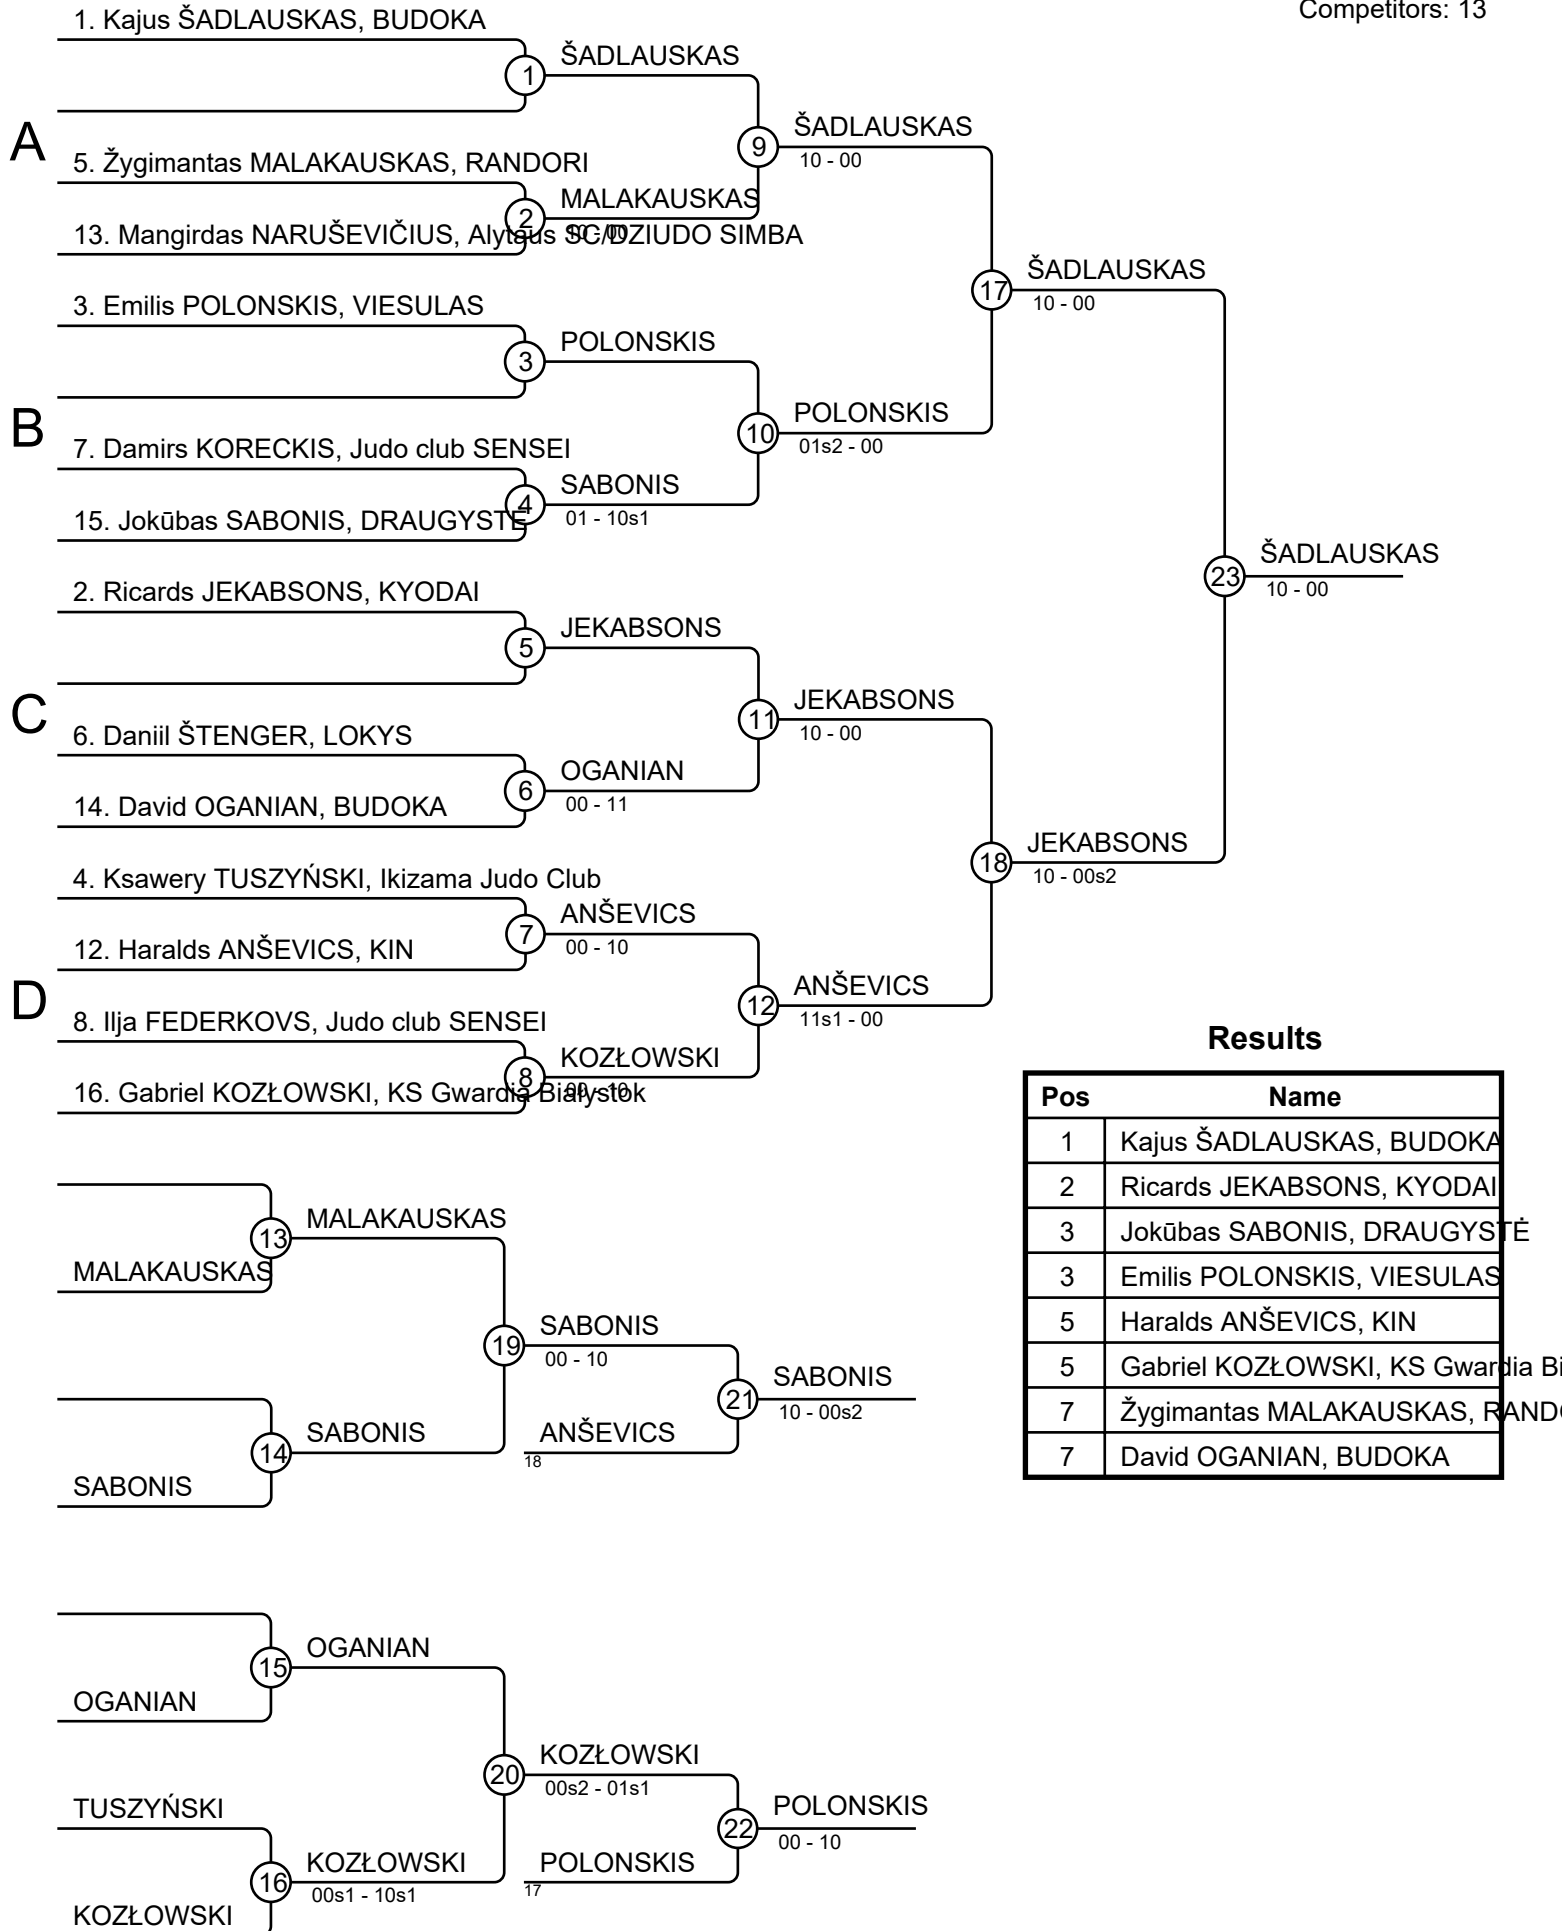 Competitors: 13
1. Kajus ŠADLAUSKAS, BUDOKA
1
ŠADLAUSKAS
A
5. Žygimantas MALAKAUSKAS, RANDORI
9
ŠADLAUSKAS
10 - 00
2
MALAKAUSKAS
10 - 00
13. Mangirdas NARUŠEVIČIUS, Alytaus SC/DZIUDO SIMBA
17
ŠADLAUSKAS
10 - 00
3. Emilis POLONSKIS, VIESULAS
3
POLONSKIS
B
7. Damirs KORECKIS, Judo club SENSEI
10
POLONSKIS
01s2 - 00
4
SABONIS
01 - 10s1
15. Jokūbas SABONIS, DRAUGYSTĖ
23
ŠADLAUSKAS
10 - 00
2. Ricards JEKABSONS, KYODAI
5
JEKABSONS
C
6. Daniil ŠTENGER, LOKYS
11
JEKABSONS
10 - 00
6
OGANIAN
00 - 11
14. David OGANIAN, BUDOKA
18
JEKABSONS
10 - 00s2
4. Ksawery TUSZYŃSKI, Ikizama Judo Club
7
ANŠEVICS
00 - 10
12. Haralds ANŠEVICS, KIN
D
12
ANŠEVICS
11s1 - 00
8. Ilja FEDERKOVS, Judo club SENSEI
8
KOZŁOWSKI
00 - 10
16. Gabriel KOZŁOWSKI, KS Gwardia Białystok
Results
Pos Name
1 Kajus ŠADLAUSKAS, BUDOKA
2 Ricards JEKABSONS, KYODAI
3 Jokūbas SABONIS, DRAUGYSTĖ
3 Emilis POLONSKIS, VIESULAS
5 Haralds ANŠEVICS, KIN
5 Gabriel KOZŁOWSKI, KS Gwardia Bi
7 Žygimantas MALAKAUSKAS, RANDO
7 David OGANIAN, BUDOKA
13
MALAKAUSKAS
MALAKAUSKAS
19
SABONIS
00 - 10
21
SABONIS
10 - 00s2
14
SABONIS
ANŠEVICS
18
SABONIS
15
OGANIAN
OGANIAN
20
KOZŁOWSKI
00s2 - 01s1
TUSZYŃSKI
22
POLONSKIS
00 - 10
16
KOZŁOWSKI
00s1 - 10s1
POLONSKIS
17
KOZŁOWSKI